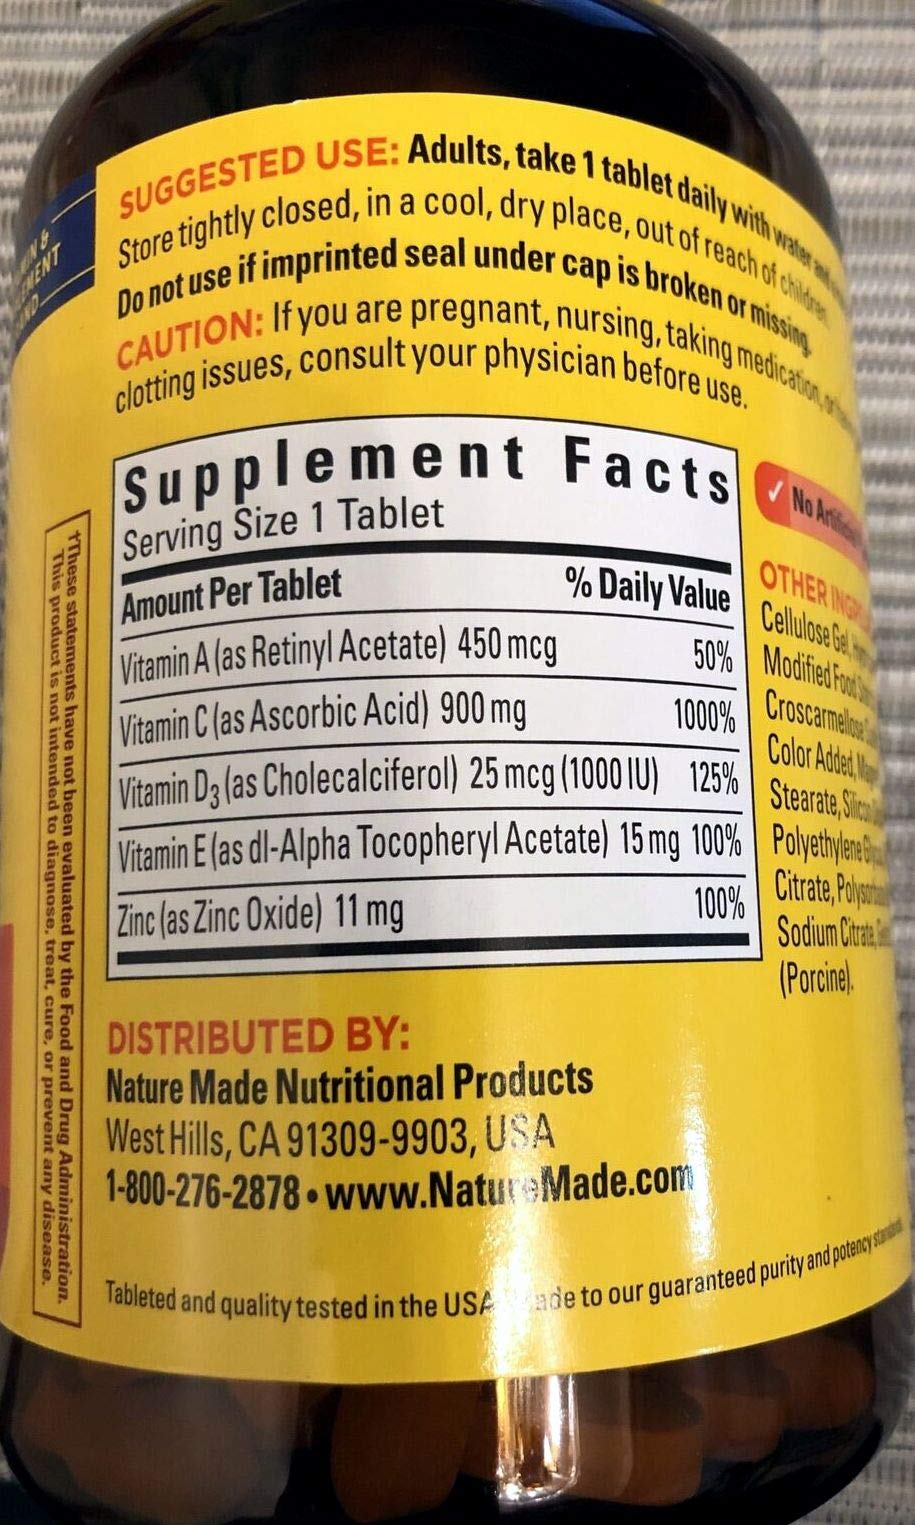 SUGGESTED USE: Adults, take 1 tablet daily with water and
Store tightly closed, in a cool, dry place, out of reach of children.
Do not use if imprinted seal under cap is broken or missing.
CAUTION: If you are pregnant, nursing, taking medication, or
clotting issues, consult your physician before use.
Supplement Facts
Serving Size 1 Tablet
Amount Per Tablet % Daily Value
Vitamin A (as Retinyl Acetate) 450 mcg 50%
Vitamin C (as Ascorbic Acid) 900 mg 1000%
Vitamin D3 (as Cholecalciferol) 25 mcg (1000 IU) 125%
Vitamin E (as dl-Alpha Tocopheryl Acetate) 15 mg 100%
Zinc (as Zinc Oxide) 11 mg 100%
DISTRIBUTED BY:
Nature Made Nutritional Products
West Hills, CA 91309-9903, USA
1-800-276-2878 • www.NatureMade.com
Tableted and quality tested in the USA to our guaranteed purity and potency
††These statements have not been evaluated by the Food and Drug Administration.
This product is not intended to diagnose, treat, cure, or prevent any disease.
✓ No
OTHER
Cellulose Gel,
Modified Food
Croscarmellose
Color Added,
Stearate,
Polyethylene
Citrate,
Sodium Citrate,
(Porcine).